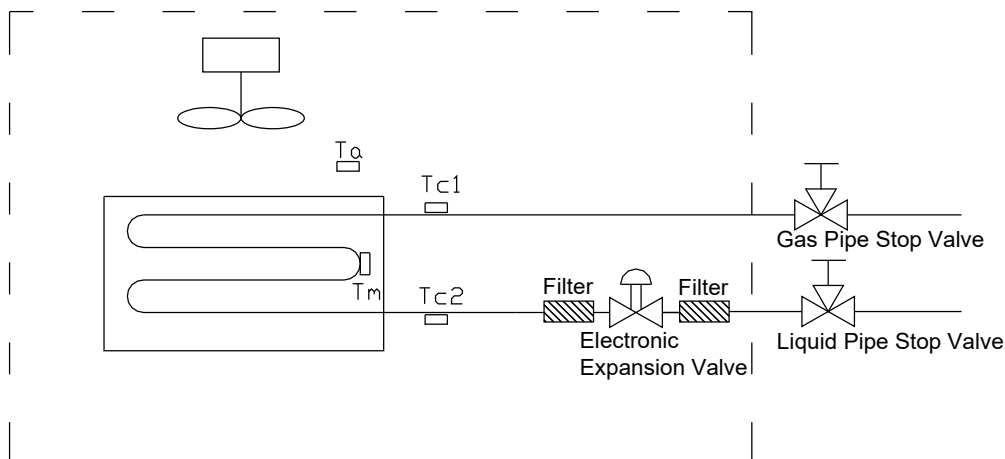 Ta
Tc1
Gas Pipe Stop Valve
Tm
Tc2
Filter
Filter
Electronic
Expansion Valve
Liquid Pipe Stop Valve